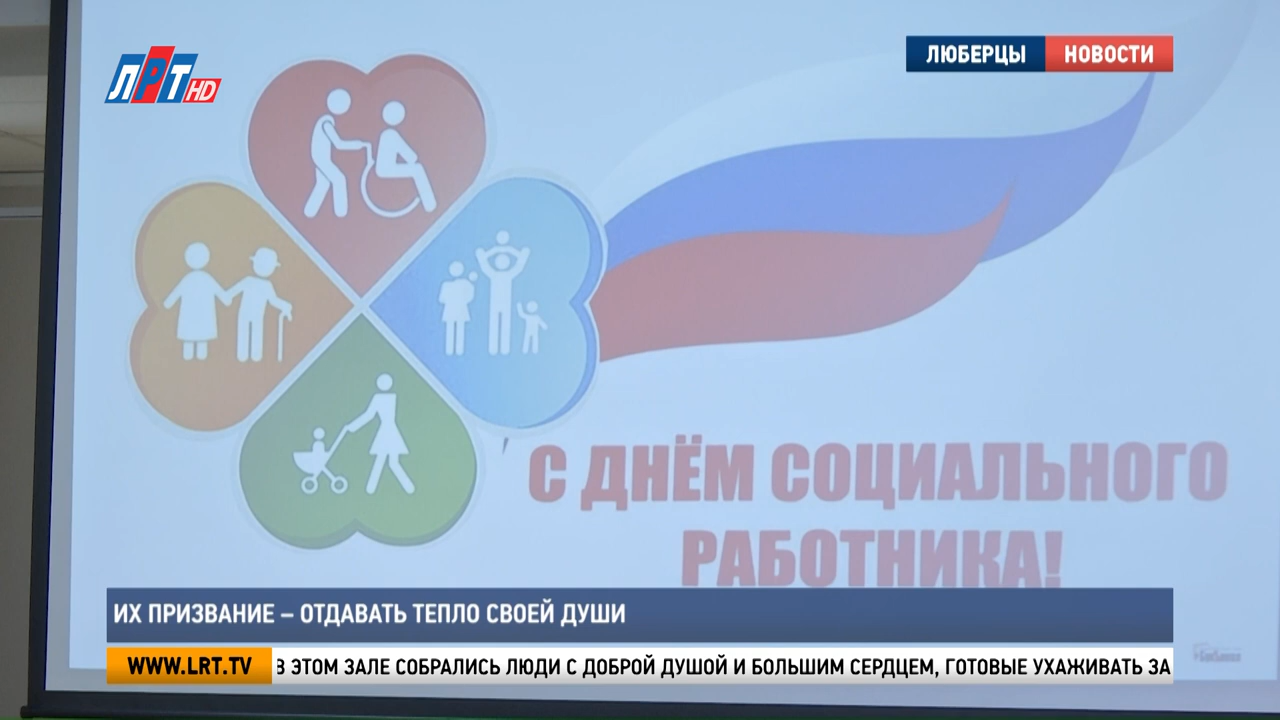 ЛРТ HD
ЛЮБЕРЦЫ НОВОСТИ
С ДНЁМ СОЦИАЛЬНОГО
РАБОТНИКА!
ИХ ПРИЗВАНИЕ – ОТДАВАТЬ ТЕПЛО СВОЕЙ ДУШИ
WWW.LRT.TV В ЭТОМ ЗАЛЕ СОБРАЛИСЬ ЛЮДИ С ДОБРОЙ ДУШОЙ И БОЛЬШИМ СЕРДЦЕМ, ГОТОВЫЕ УХАЖИВАТЬ ЗА